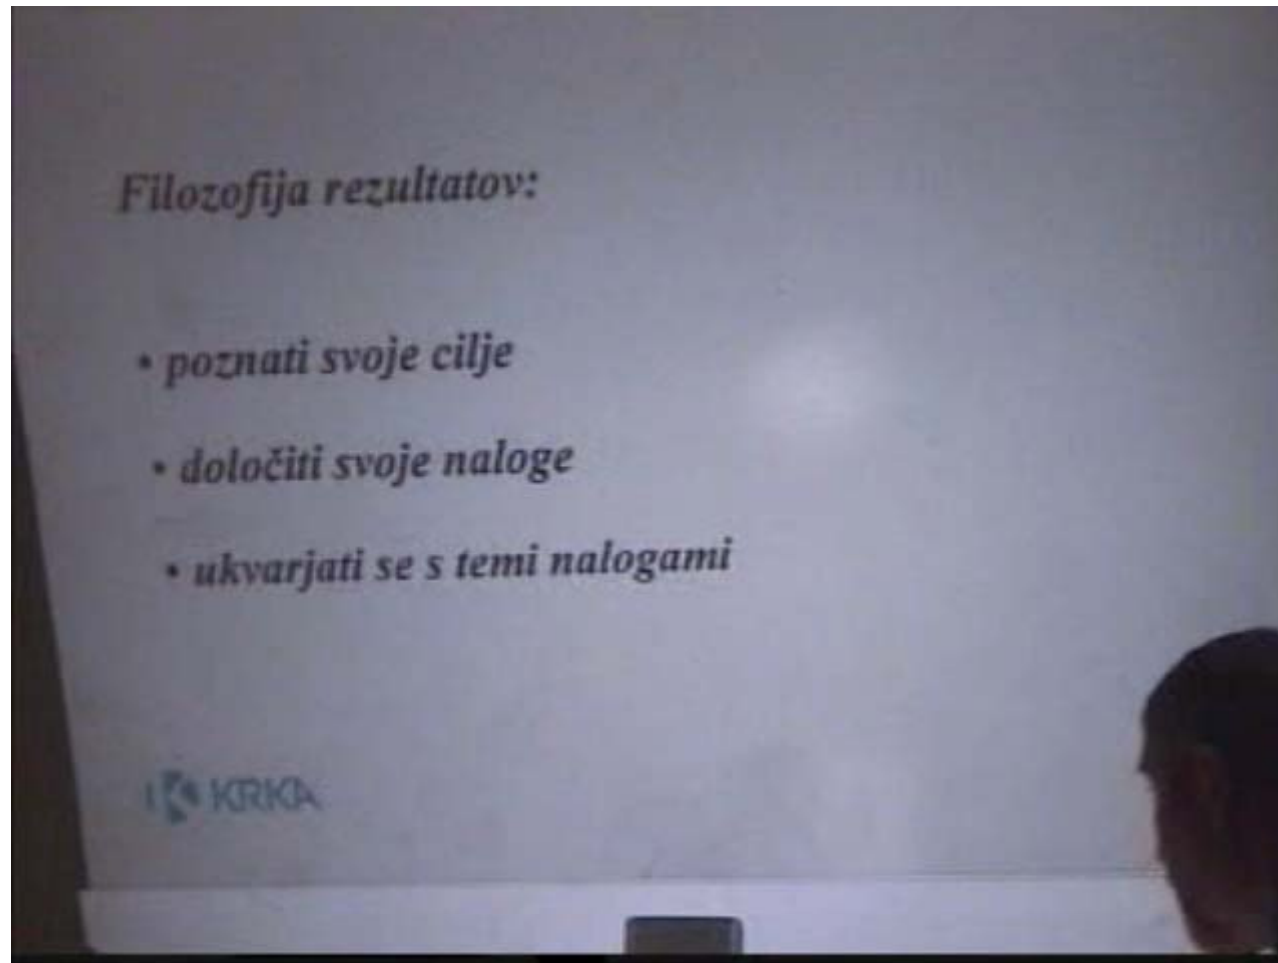 Filozofija rezultatov:
• poznati svoje cilje
• določiti svoje naloge
• ukvarjati se s temi nalogami
KRKA